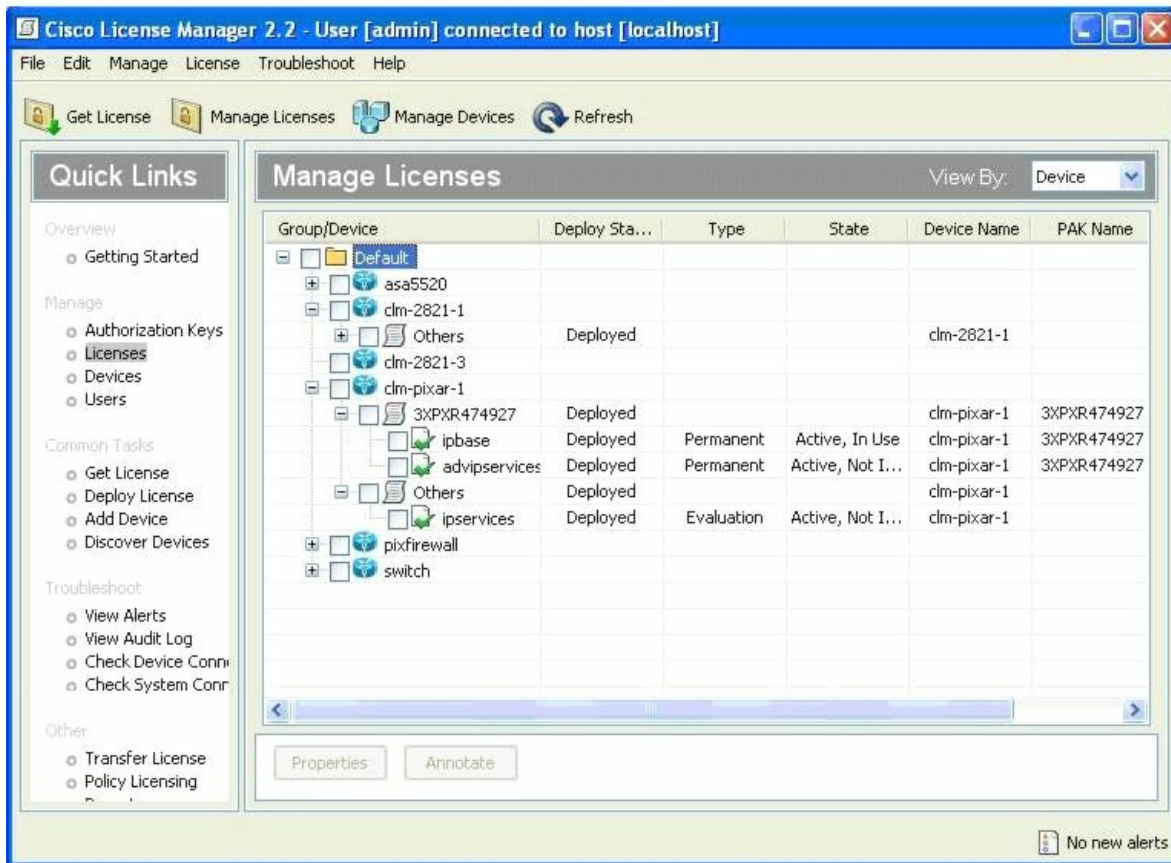 Cisco License Manager 2.2 - User [admin] connected to host [localhost]
File Edit Manage License Troubleshoot Help
Get License Manage Licenses Manage Devices Refresh
Quick Links
Overview
Getting Started
Manage
Authorization Keys
Licenses
Devices
Users
Common Tasks
Get License
Deploy License
Add Device
Discover Devices
Troubleshoot
View Alerts
View Audit Log
Check Device Conn
Check System Conr
Other
Transfer License
Policy Licensing
Manage Licenses View By: Device
Group/Device Deploy Sta... Type State Device Name PAK Name
Default
asa5520
clm-2821-1
Others Deployed clm-2821-1
clm-2821-3
clm-pixar-1
3XPXR474927 Deployed clm-pixar-1 3XPXR474927
ipbase Deployed Permanent Active, In Use clm-pixar-1 3XPXR474927
advipservices Deployed Permanent Active, Not I... clm-pixar-1 3XPXR474927
Others Deployed clm-pixar-1
ipservices Deployed Evaluation Active, Not I... clm-pixar-1
pixfirewall
switch
Properties Annotate
No new alerts